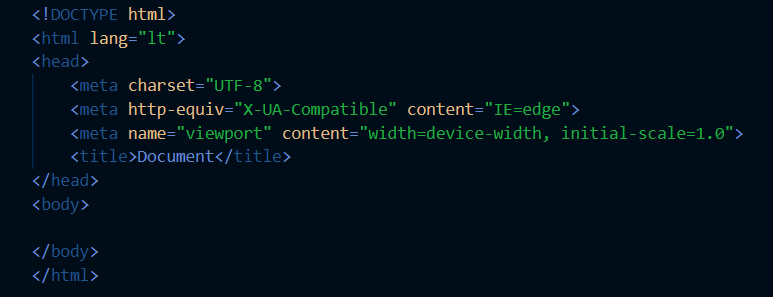 <!DOCTYPE html>
<html lang="lt">
<head>
    <meta charset="UTF-8">
    <meta http-equiv="X-UA-Compatible" content="IE=edge">
    <meta name="viewport" content="width=device-width, initial-scale=1.0">
    <title>Document</title>
</head>
<body>

</body>
</html>